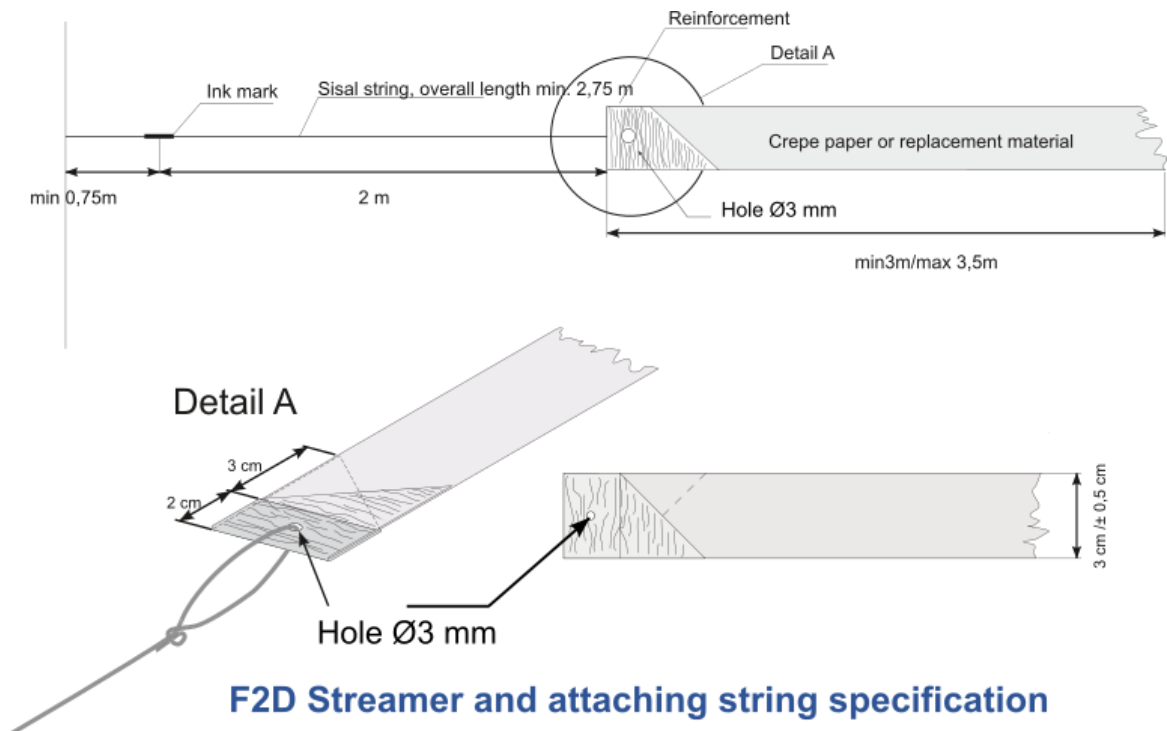 Reinforcement
Detail A
Ink mark
Sisal string, overall length min. 2,75 m
Crepe paper or replacement material
min 0,75m
2 m
Hole Ø3 mm
min3m/max 3,5m
Detail A
3 cm
2 cm
3 cm /± 0,5 cm
Hole Ø3 mm
F2D Streamer and attaching string specification